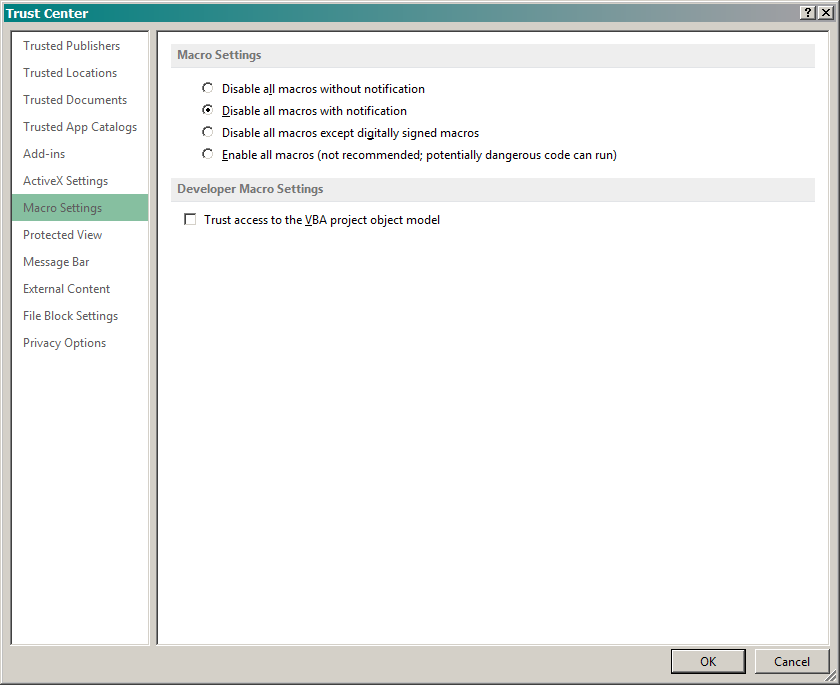 Trust Center
Trusted Publishers
Trusted Locations
Trusted Documents
Trusted App Catalogs
Add-ins
ActiveX Settings
Macro Settings
Protected View
Message Bar
External Content
File Block Settings
Privacy Options
Macro Settings
Disable all macros without notification
Disable all macros with notification
Disable all macros except digitally signed macros
Enable all macros (not recommended; potentially dangerous code can run)
Developer Macro Settings
Trust access to the VBA project object model
OK
Cancel